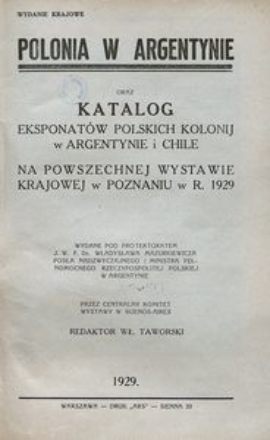 WYDANIE KRAJOWE
POLONIA W ARGENTYNIE
ORAZ
KATALOG
EKSPONATÓW POLSKICH KOLONIJ
w ARGENTYNIE i CHILE
NA POWSZECHNEJ WYSTAWIE
KRAJOWEJ w POZNANIU w R. 1929
WYDANE POD PROTEKTORATEM
J. W. P. Dr. WŁADYSŁAWA MAZURKIEWICZA
POSŁA NADZWYCZAJNEGO I MINISTRA PEŁ-
NOMOCNEGO RZECZYPOSPOLITEJ POLSKIEJ
W ARGENTYNIE
PRZEZ CENTRALNY KOMITET
WYSTAWY W BUENOS-AIRES
REDAKTOR WŁ. TAWORSKI
1929.
WARSZAWA — DRUK „ARS" — SIENNA